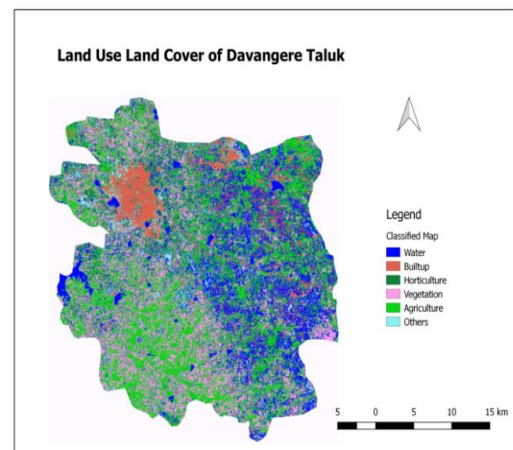 Land Use Land Cover of Davangere Taluk
Legend
Classified Map
Water
Builtup
Horticulture
Vegetation
Agriculture
Others
5 0 5 10 15 km